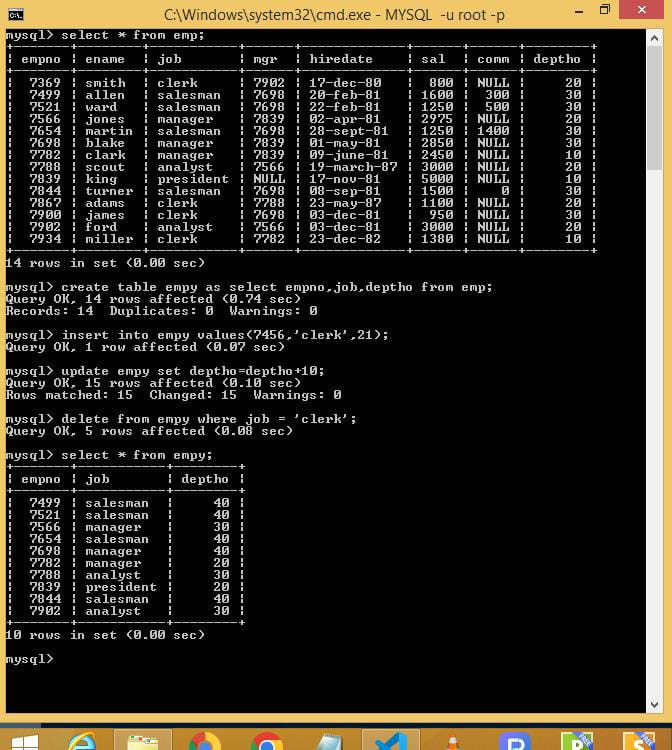 C:\Windows\system32\cmd.exe - MYSQL -u root -p
mysql> select * from emp;
+-------+--------+-----------+------+-------------+------+------+--------+
| empno | ename | job | mgr | hiredate | sal | comm | deptho |
+-------+--------+-----------+------+-------------+------+------+--------+
| 7369 | smith | clerk | 7902 | 17-dec-80 | 800 | NULL | 20 |
| 7499 | allen | salesman | 7698 | 20-feb-81 | 1600 | 300 | 30 |
| 7521 | ward | salesman | 7698 | 22-feb-81 | 1250 | 500 | 30 |
| 7566 | jones | manager | 7839 | 02-apr-81 | 2975 | NULL | 20 |
| 7654 | martin | salesman | 7698 | 28-sept-81 | 1250 | 1400 | 30 |
| 7698 | blake | manager | 7839 | 01-may-81 | 2850 | NULL | 30 |
| 7782 | clark | manager | 7839 | 09-june-81 | 2450 | NULL | 10 |
| 7788 | scout | analyst | 7566 | 19-march-87 | 3000 | NULL | 20 |
| 7839 | king | president | NULL | 17-nov-81 | 5000 | NULL | 10 |
| 7844 | turner | salesman | 7698 | 08-sep-81 | 1500 | 0 | 30 |
| 7867 | adams | clerk | 7788 | 23-may-87 | 1100 | NULL | 20 |
| 7900 | james | clerk | 7698 | 03-dec-81 | 950 | NULL | 30 |
| 7902 | ford | analyst | 7566 | 03-dec-81 | 3000 | NULL | 20 |
| 7934 | miller | clerk | 7782 | 23-dec-82 | 1380 | NULL | 10 |
+-------+--------+-----------+------+-------------+------+------+--------+
14 rows in set (0.00 sec)
mysql> create table empy as select empno,job,deptho from emp;
Query OK, 14 rows affected (0.74 sec)
Records: 14 Duplicates: 0 Warnings: 0
mysql> insert into empy values(7456,'clerk',21);
Query OK, 1 row affected (0.07 sec)
mysql> update empy set deptho=deptho+10;
Query OK, 15 rows affected (0.10 sec)
Rows matched: 15 Changed: 15 Warnings: 0
mysql> delete from empy where job = 'clerk';
Query OK, 5 rows affected (0.08 sec)
mysql> select * from empy;
+-------+-----------+--------+
| empno | job | deptho |
+-------+-----------+--------+
| 7499 | salesman | 40 |
| 7521 | salesman | 40 |
| 7566 | manager | 30 |
| 7654 | salesman | 40 |
| 7698 | manager | 40 |
| 7782 | manager | 20 |
| 7788 | analyst | 30 |
| 7839 | president | 20 |
| 7844 | salesman | 40 |
| 7902 | analyst | 30 |
+-------+-----------+--------+
10 rows in set (0.00 sec)
mysql>